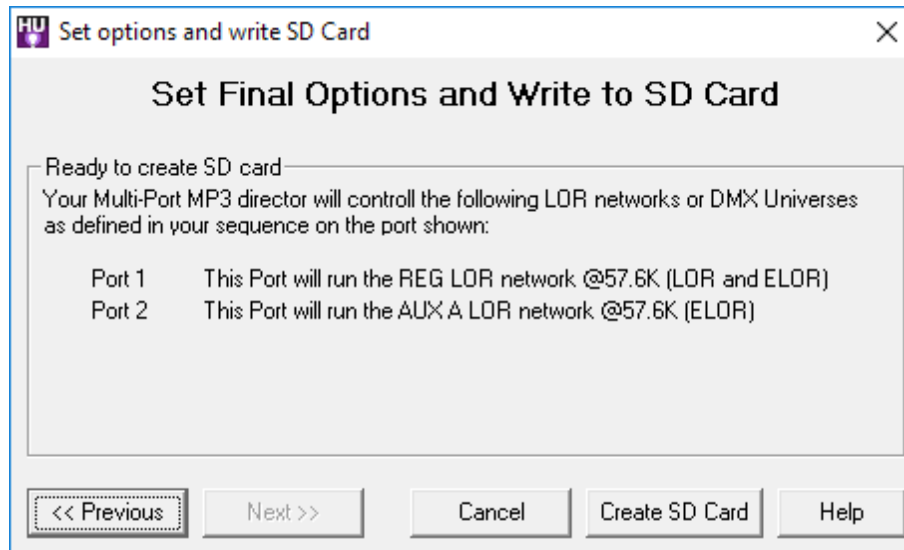 HU
Set options and write SD Card
Set Final Options and Write to SD Card
Ready to create SD card
Your Multi-Port MP3 director will controll the following LOR networks or DMX Universes
as defined in your sequence on the port shown:
Port 1 This Port will run the REG LOR network @57.6K (LOR and ELOR)
Port 2 This Port will run the AUX A LOR network @57.6K (ELOR)
<< Previous Next >> Cancel Create SD Card Help